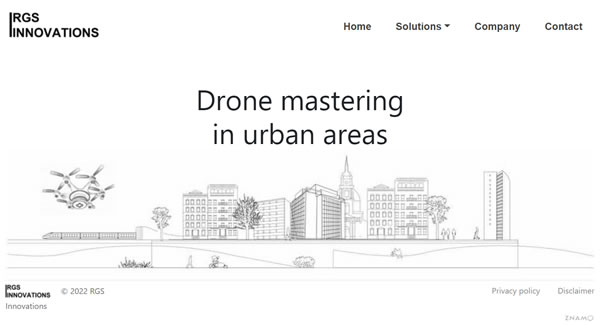 RGS
INNOVATIONS
Home Solutions Company Contact
Drone mastering
in urban areas
RGS
INNOVATIONS
© 2022 RGS
Innovations
Privacy policy Disclaimer
ENAMO